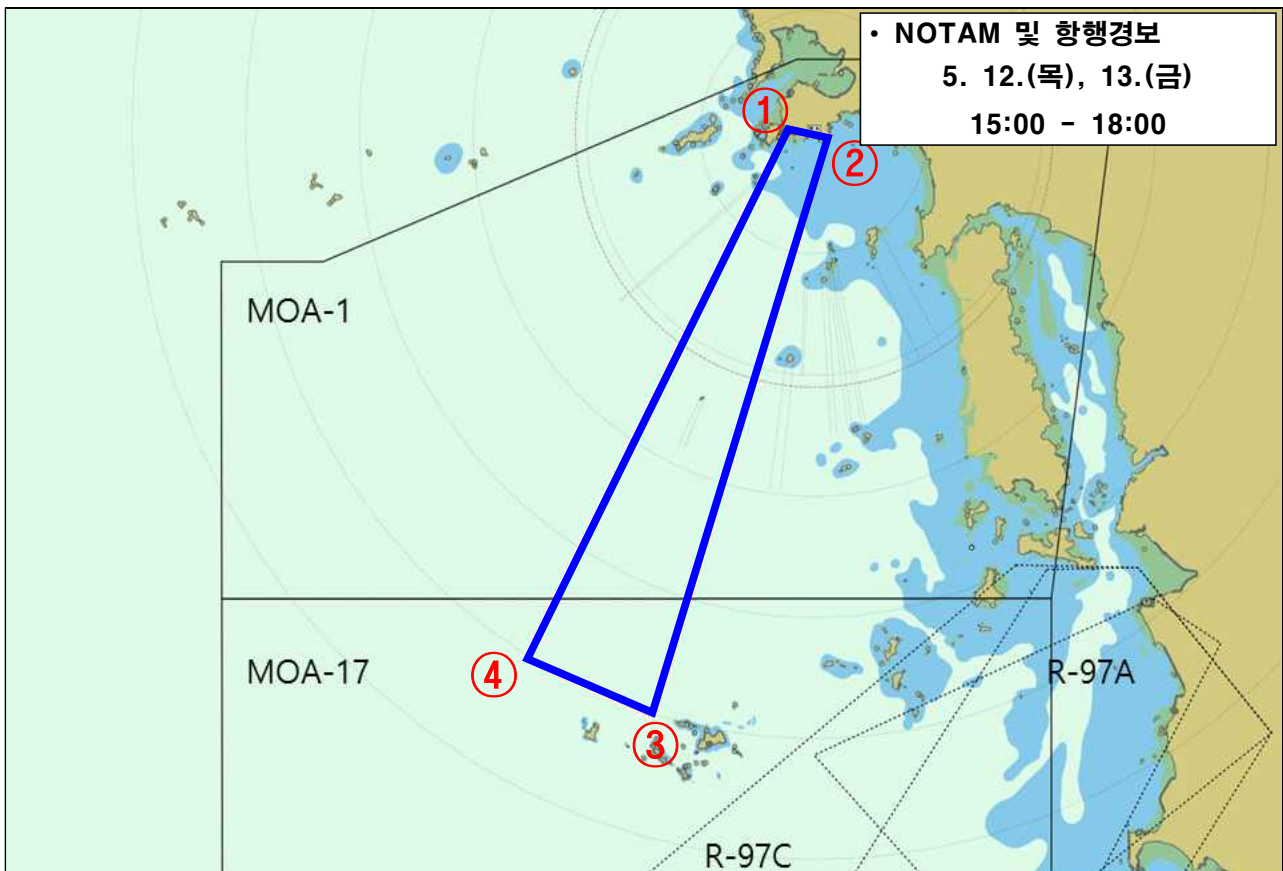 • NOTAM 및 항행경보
5. 12.(목), 13.(금)
15:00 - 18:00
①
②
MOA-1
MOA-17
④
R-97A
③
R-97C